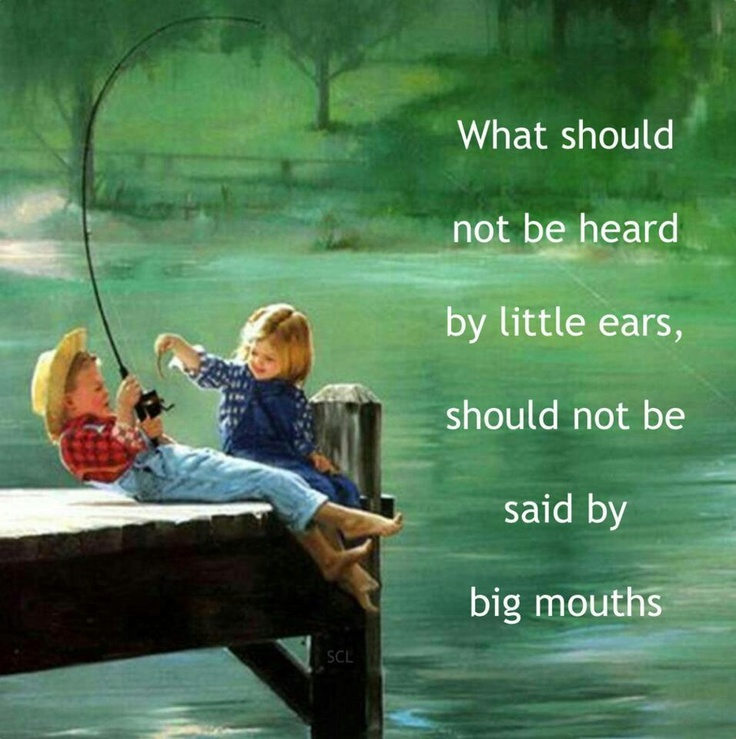 What should
not be heard
by little ears,
should not be
said by
big mouths
SCL